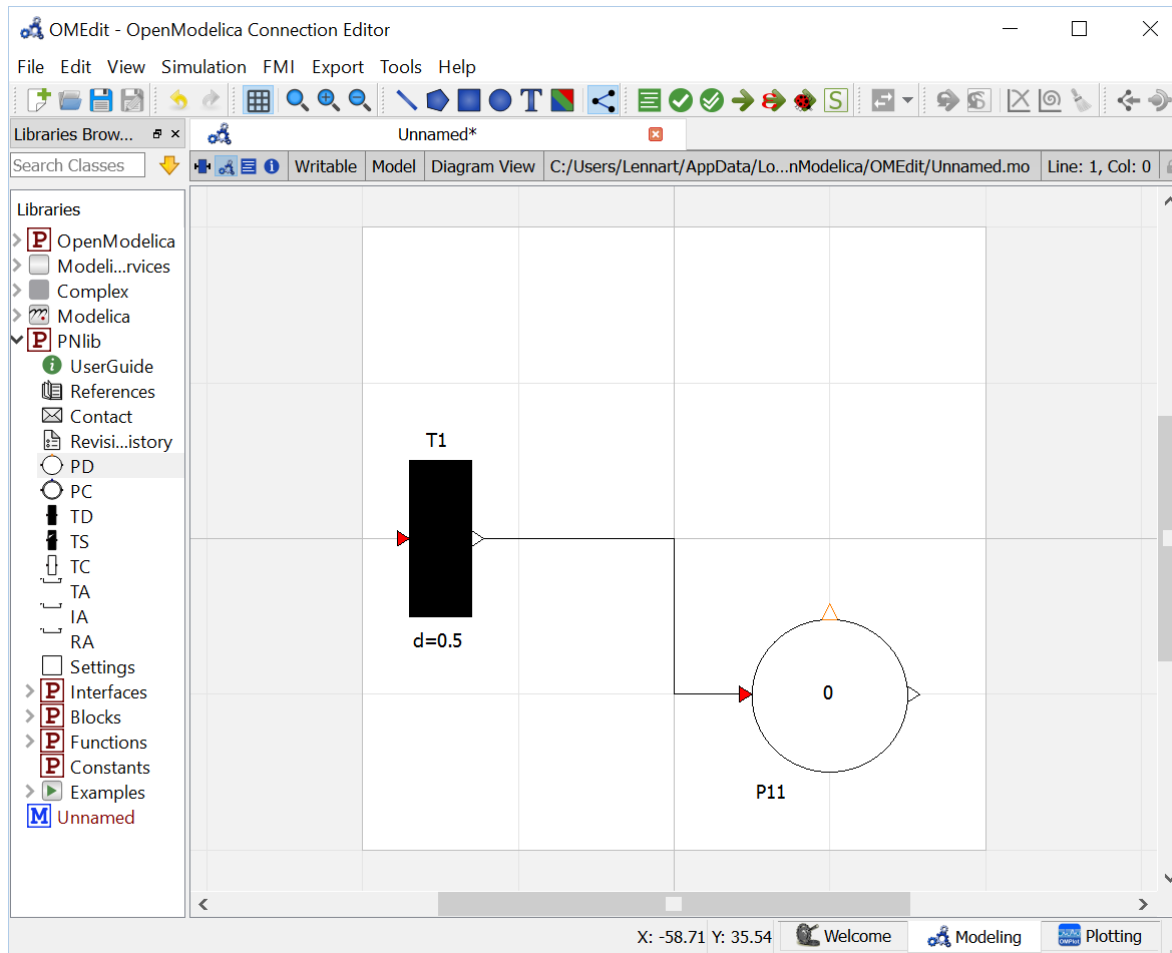 OMEdit - OpenModelica Connection Editor
File Edit View Simulation FMI Export Tools Help
T
S
Libraries Brow...
Unnamed*
Search Classes
Writable Model Diagram View C:/Users/Lennart/AppData/Lo...nModelica/OMEdit/Unnamed.mo Line: 1, Col: 0
Libraries
P OpenModelica
Modeli...rvices
Complex
Modelica
P PNlib
i UserGuide
References
Contact
Revisi...istory
PD
PC
TD
TS
TC
TA
IA
RA
Settings
P Interfaces
P Blocks
P Functions
P Constants
Examples
M Unnamed
T1
d=0.5
0
P11
X: -58.71 Y: 35.54 Welcome Modeling OMPlot Plotting